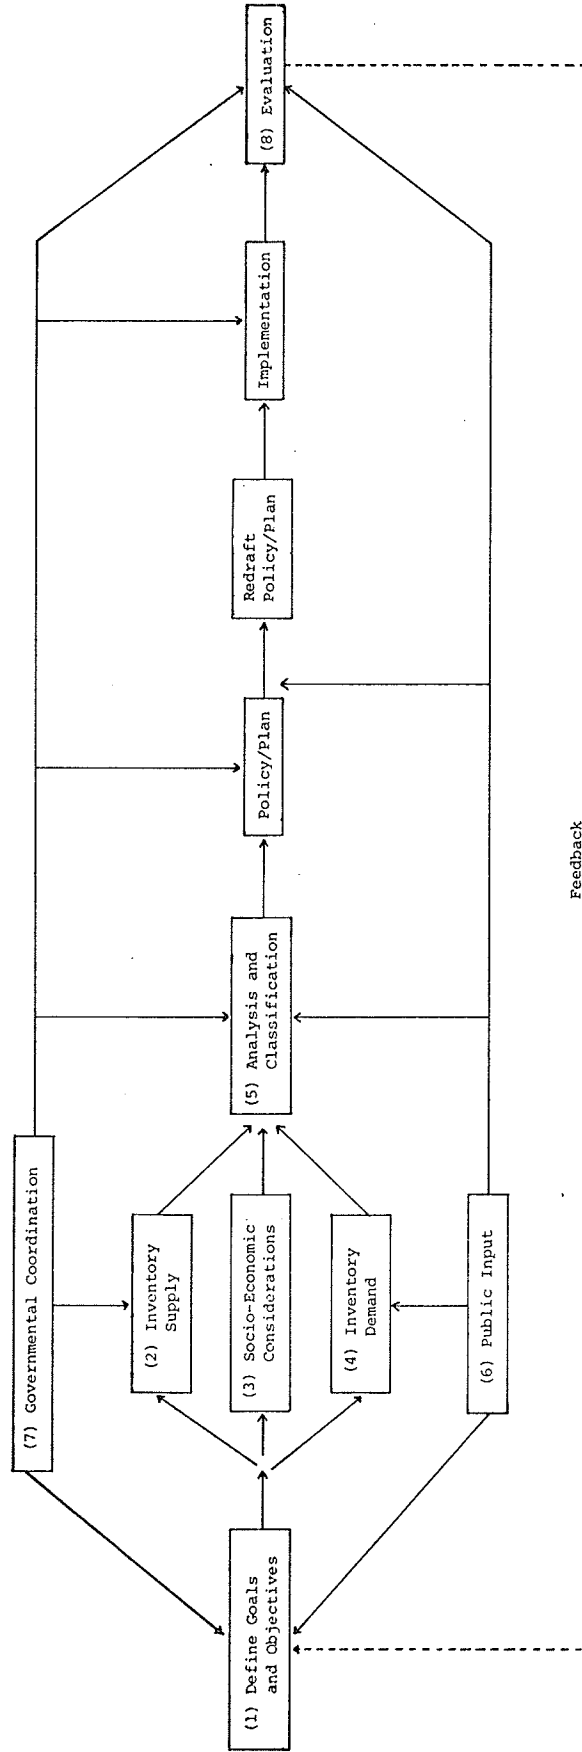 (7) Governmental Coordination
(1) Define Goals
and Objectives
(2) Inventory
Supply
(3) Socio-Economic
Considerations
(4) Inventory
Demand
(6) Public Input
(5) Analysis and
Classification
Policy/Plan
Redraft
Policy/Plan
Implementation
(8) Evaluation
Feedback